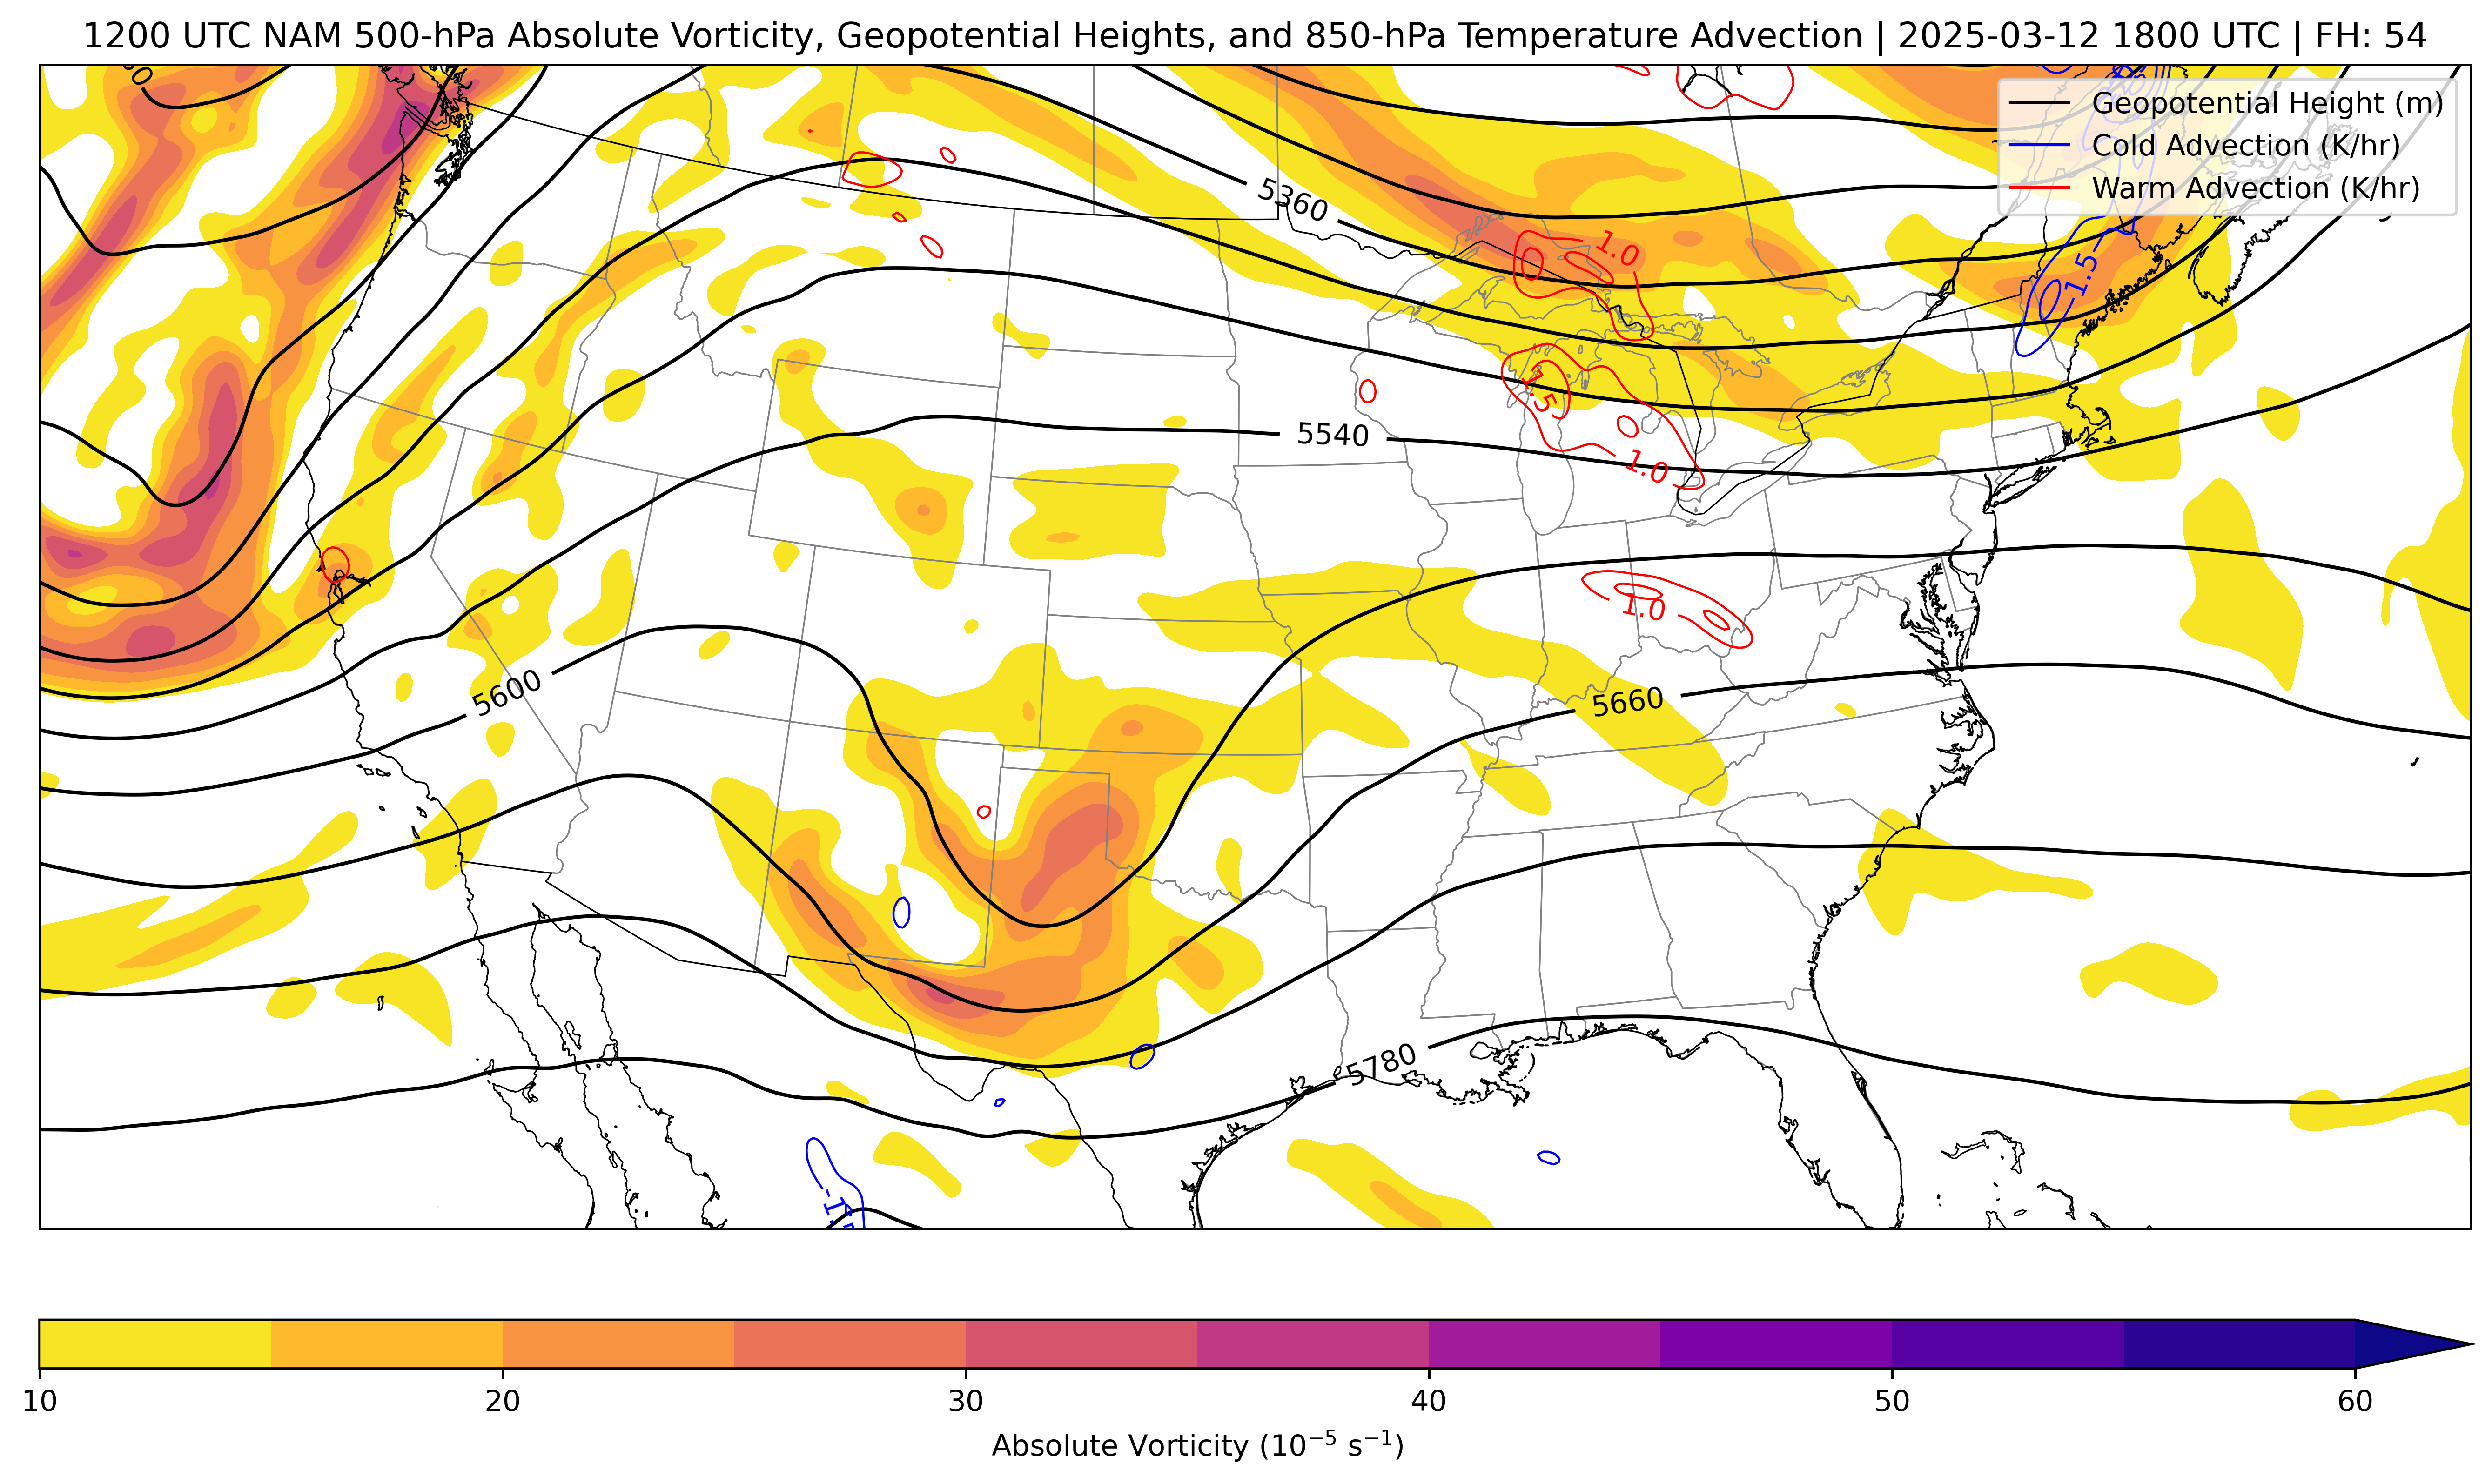 1200 UTC NAM 500-hPa Absolute Vorticity, Geopotential Heights, and 850-hPa Temperature Advection | 2025-03-12 1800 UTC | FH: 54
Geopotential Height (m)
Cold Advection (K/hr)
Warm Advection (K/hr)
5360
1.0
-1.5
1.5
5540
1.0
1.0
5600
5660
5780
10 20 30 40 50 60
Absolute Vorticity (10⁻⁵ s⁻¹)